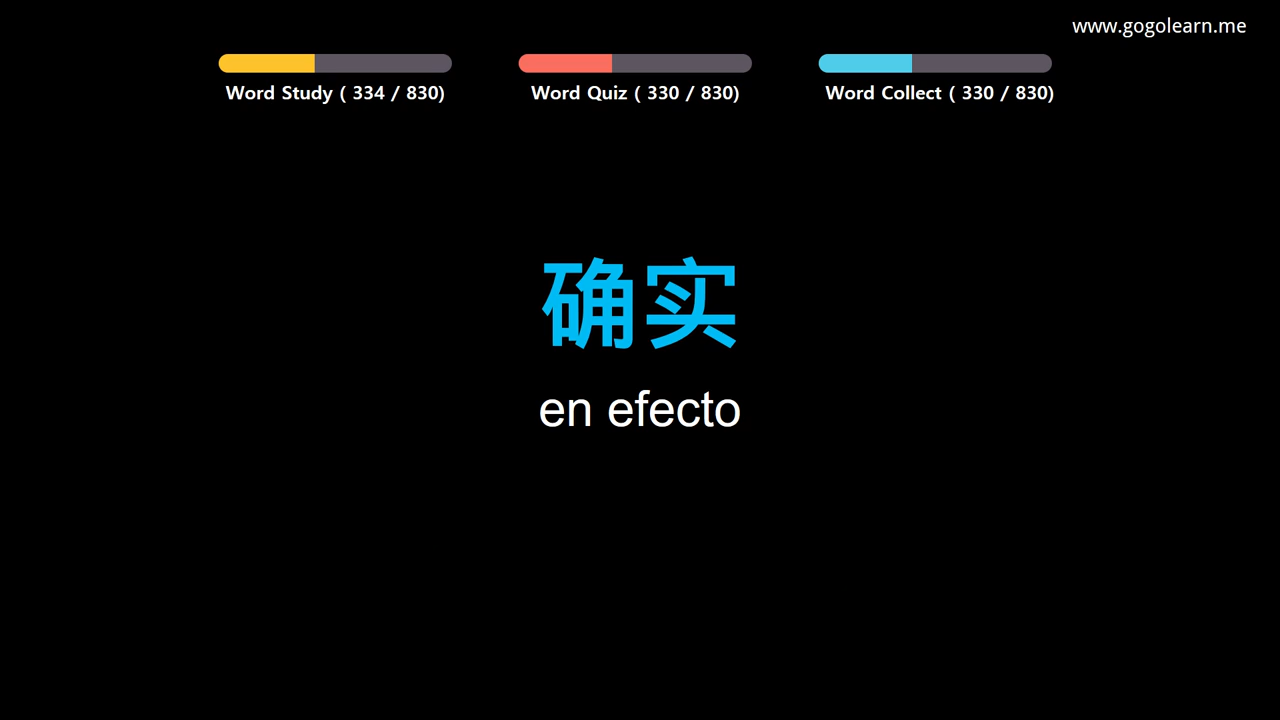 www.gogolearn.me
Word Study ( 334 / 830)
Word Quiz ( 330 / 830)
Word Collect ( 330 / 830)
确实
en efecto